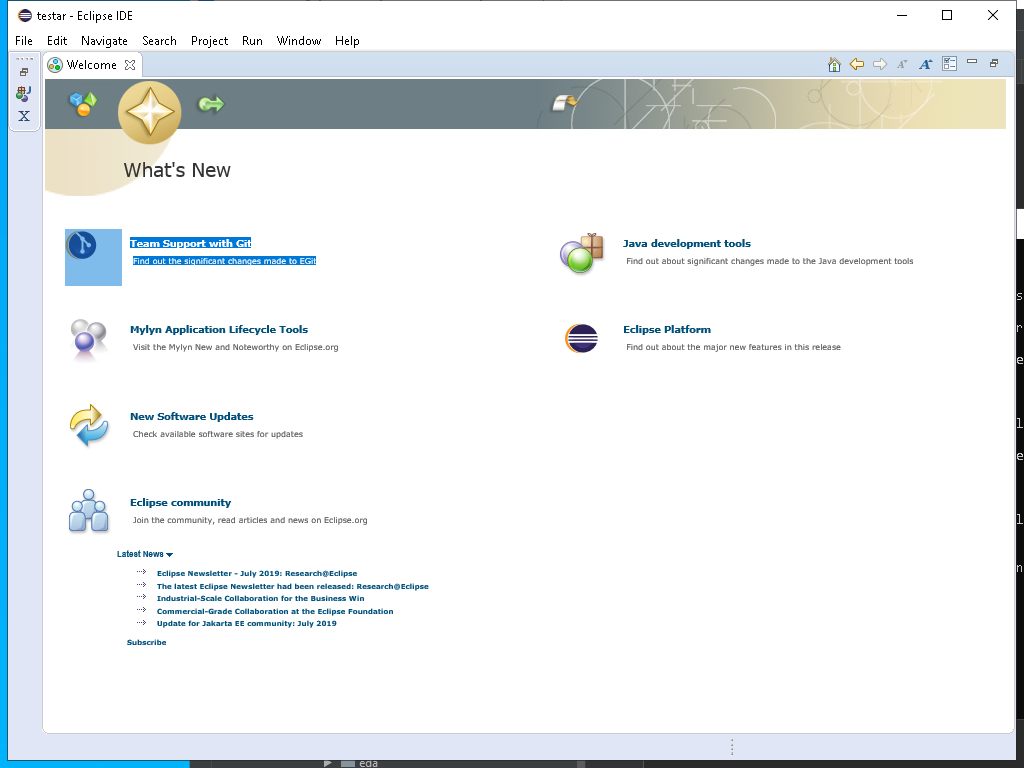 testar - Eclipse IDE
File Edit Navigate Search Project Run Window Help
Welcome
What's New
Team Support with Git
Find out the significant changes made to EGit
Java development tools
Find out about significant changes made to the Java development tools
Mylyn Application Lifecycle Tools
Visit the Mylyn New and Noteworthy on Eclipse.org
Eclipse Platform
Find out about the major new features in this release
New Software Updates
Check available software sites for updates
Eclipse community
Join the community, read articles and news on Eclipse.org
Latest News
Eclipse Newsletter - July 2019: Research@Eclipse
The latest Eclipse Newsletter had been released: Research@Eclipse
Industrial-Scale Collaboration for the Business Win
Commercial-Grade Collaboration at the Eclipse Foundation
Update for Jakarta EE community: July 2019
Subscribe
eda